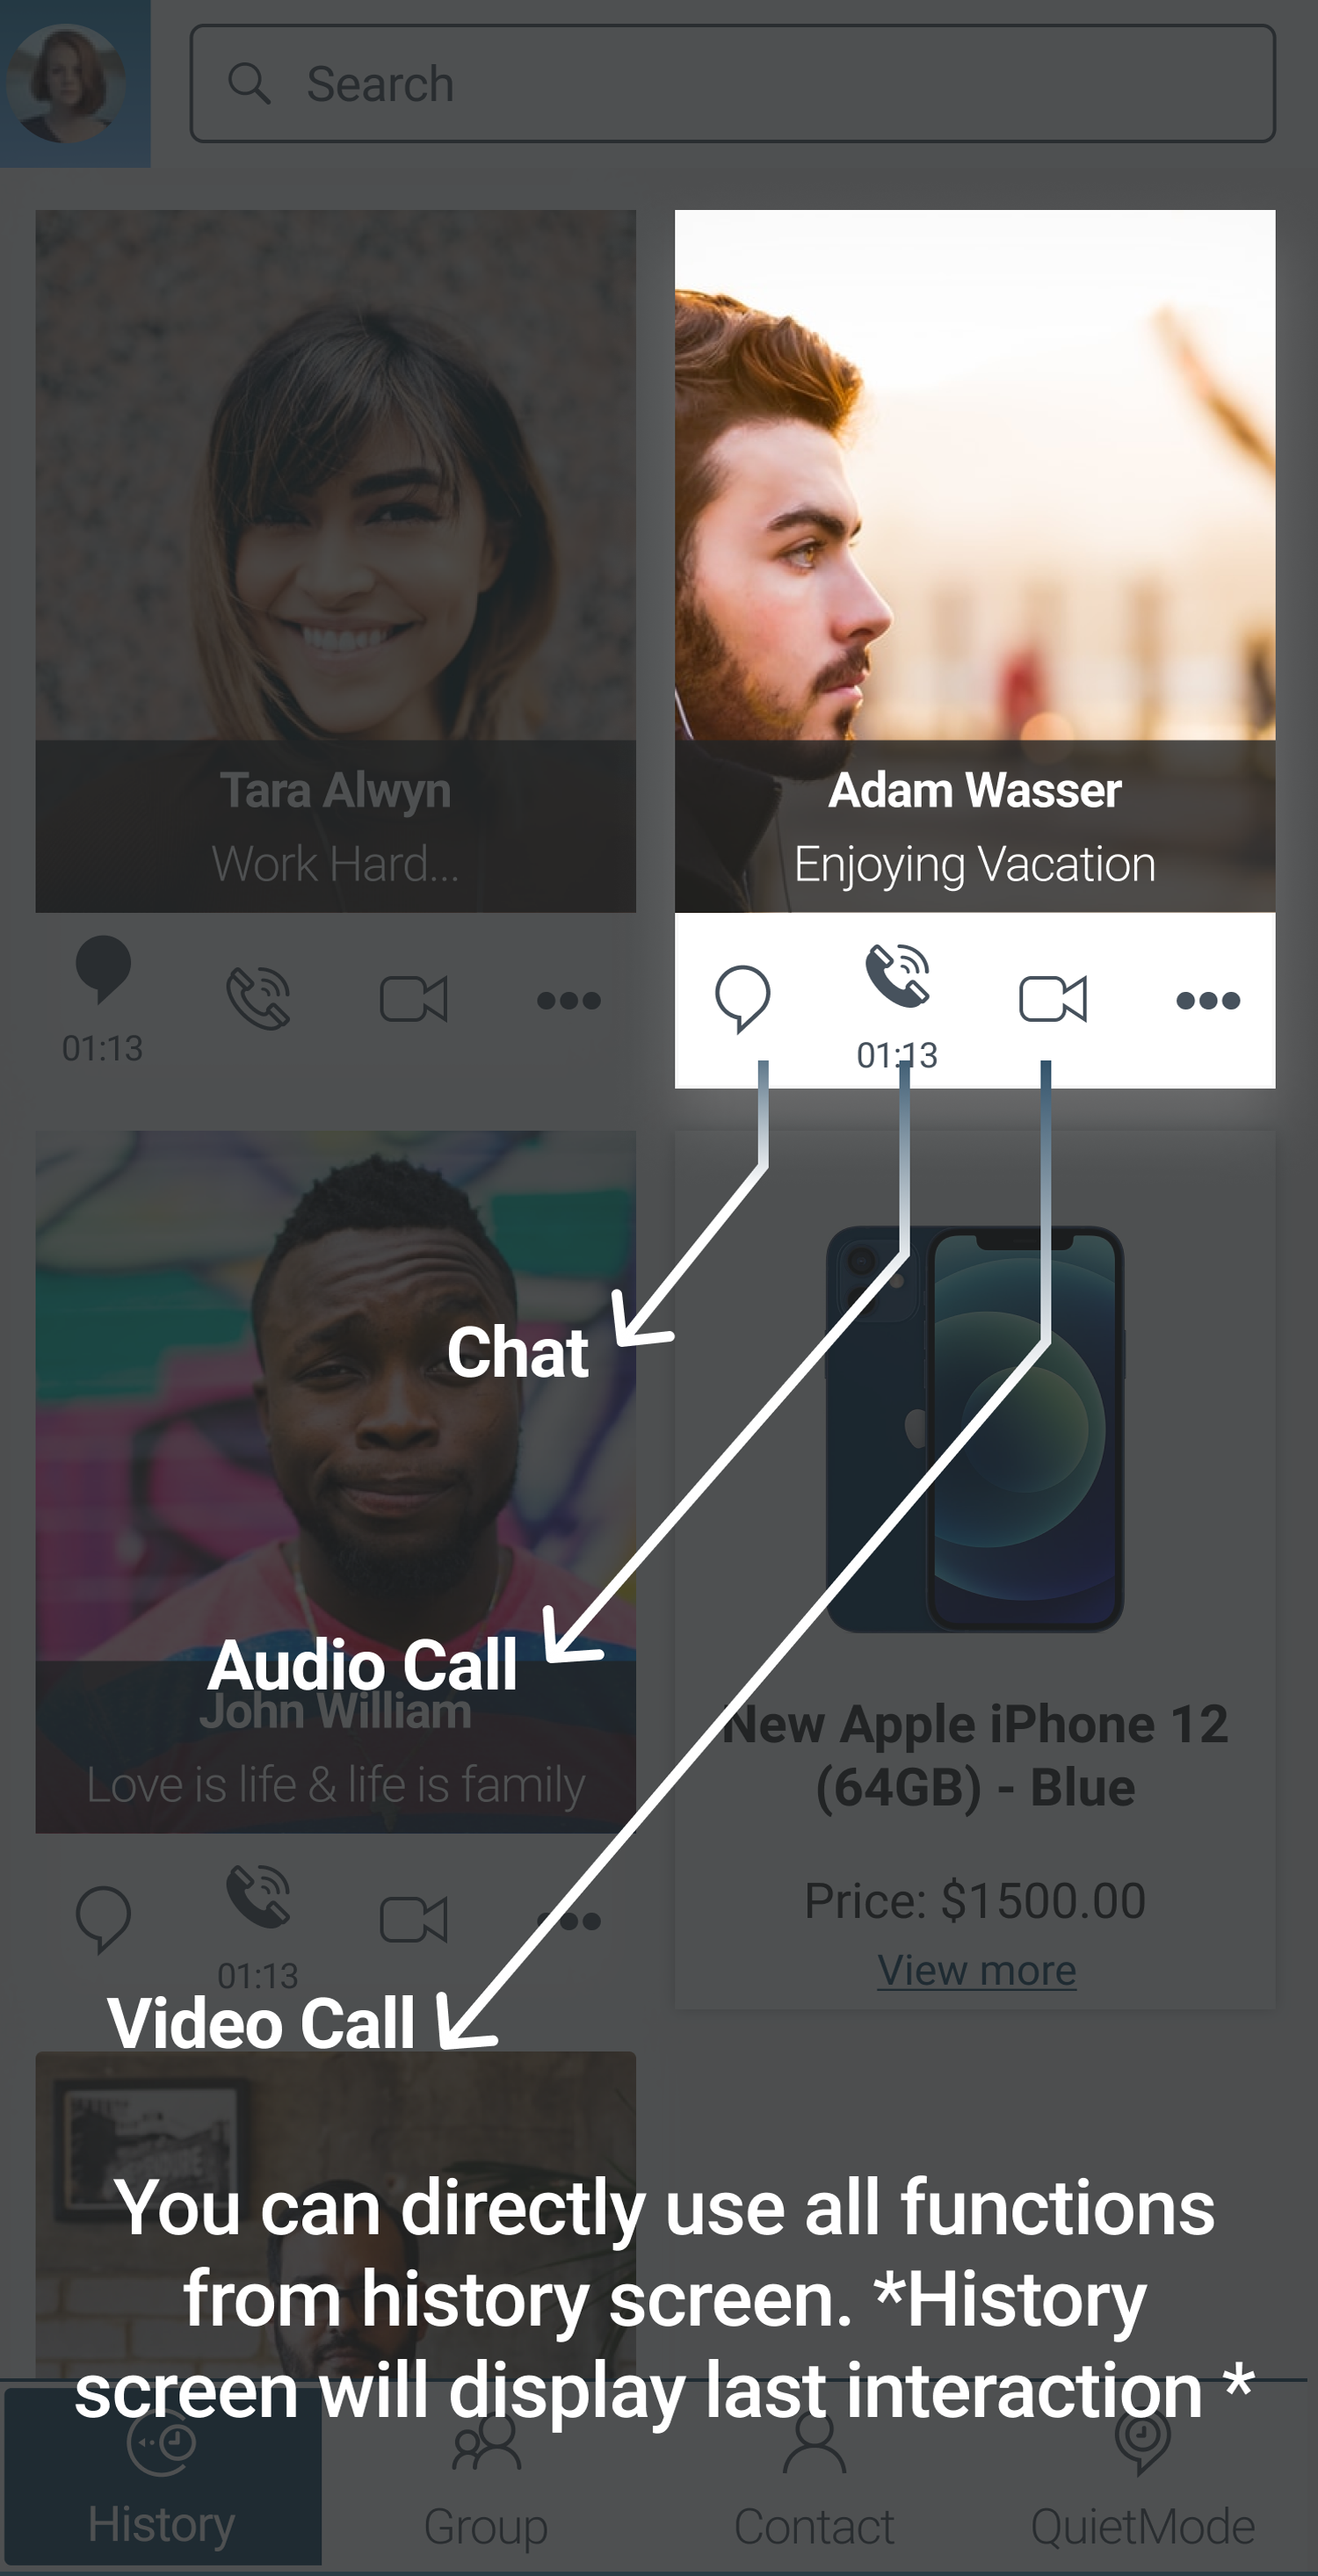 Search
Tara Alwyn
Work Hard...
01:13
Adam Wasser
Enjoying Vacation
01:13
Chat
Audio Call
John William
Love is life & life is family
01:13
Video Call
New Apple iPhone 12
(64GB) - Blue
Price: $1500.00
View more
You can directly use all functions
from history screen. *History
screen will display last interaction *
History
Group
Contact
QuietMode